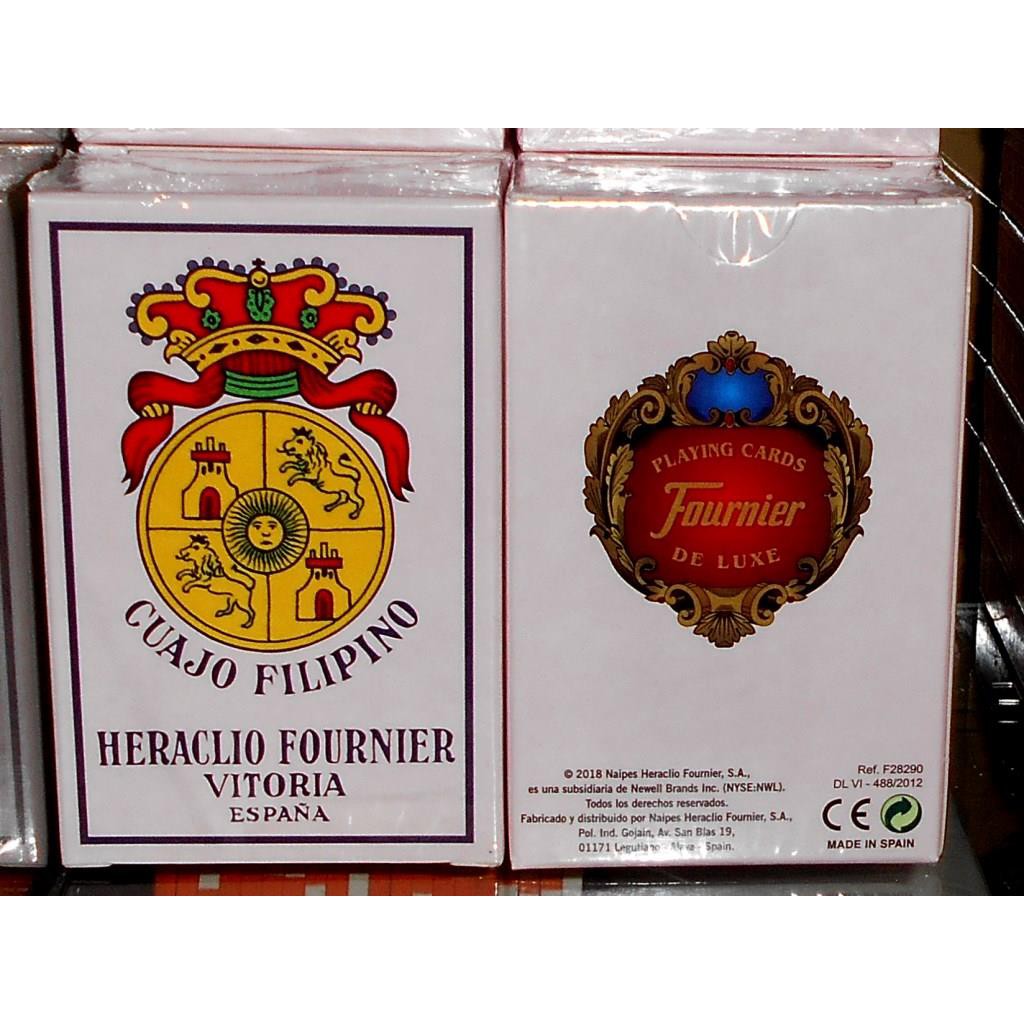 CUAJO FILIPINO
HERACLIO FOURNIER
VITORIA
ESPAÑA
PLAYING CARDS
Fournier
DE LUXE
© 2018 Naipes Heraclio Fournier, S.A.,
es una subsidiaria de Newell Brands Inc. (NYSE:NWL).
Todos los derechos reservados.
Fabricado y distribuido por Naipes Heraclio Fournier, S.A.,
Pol. Ind. Gojain, Av. San Blas 19,
01171 Legutiano - Alava - Spain.
Ref. F28290
DL VI - 488/2012
CE
MADE IN SPAIN